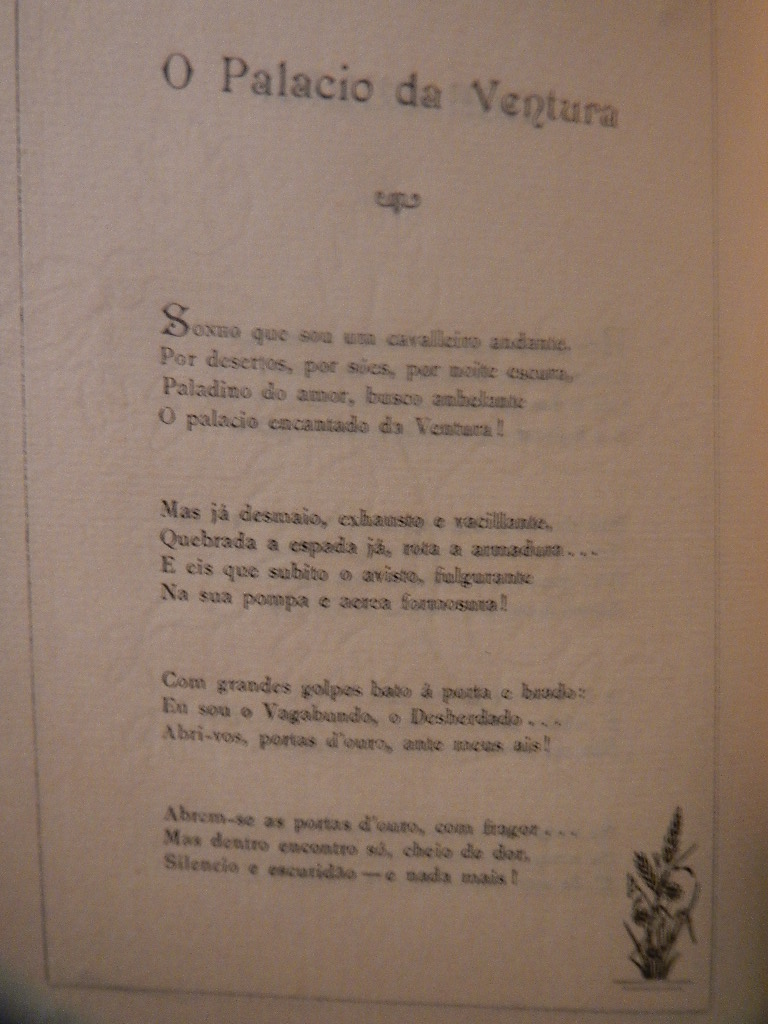 O Palacio da Ventura
Sonho que sou um cavalleiro andante.
Por desertos, por sóes, por noite escura,
Paladino do amor, busco anhelante
O palacio encantado da Ventura!
Mas já desmaio, exhausto e vacillante,
Quebrada a espada já, rota a armadura...
E eis que subito o avisto, fulgurante
Na sua pompa e aerea formosura!
Com grandes golpes bato á porta e brado:
Eu sou o Vagabundo, o Desherdado...
Abri-vos, portas d'ouro, ante meus ais!
Abrem-se as portas d'ouro, com fragor...
Mas dentro encontro só, cheio de dor,
Silencio e escuridão — e nada mais!